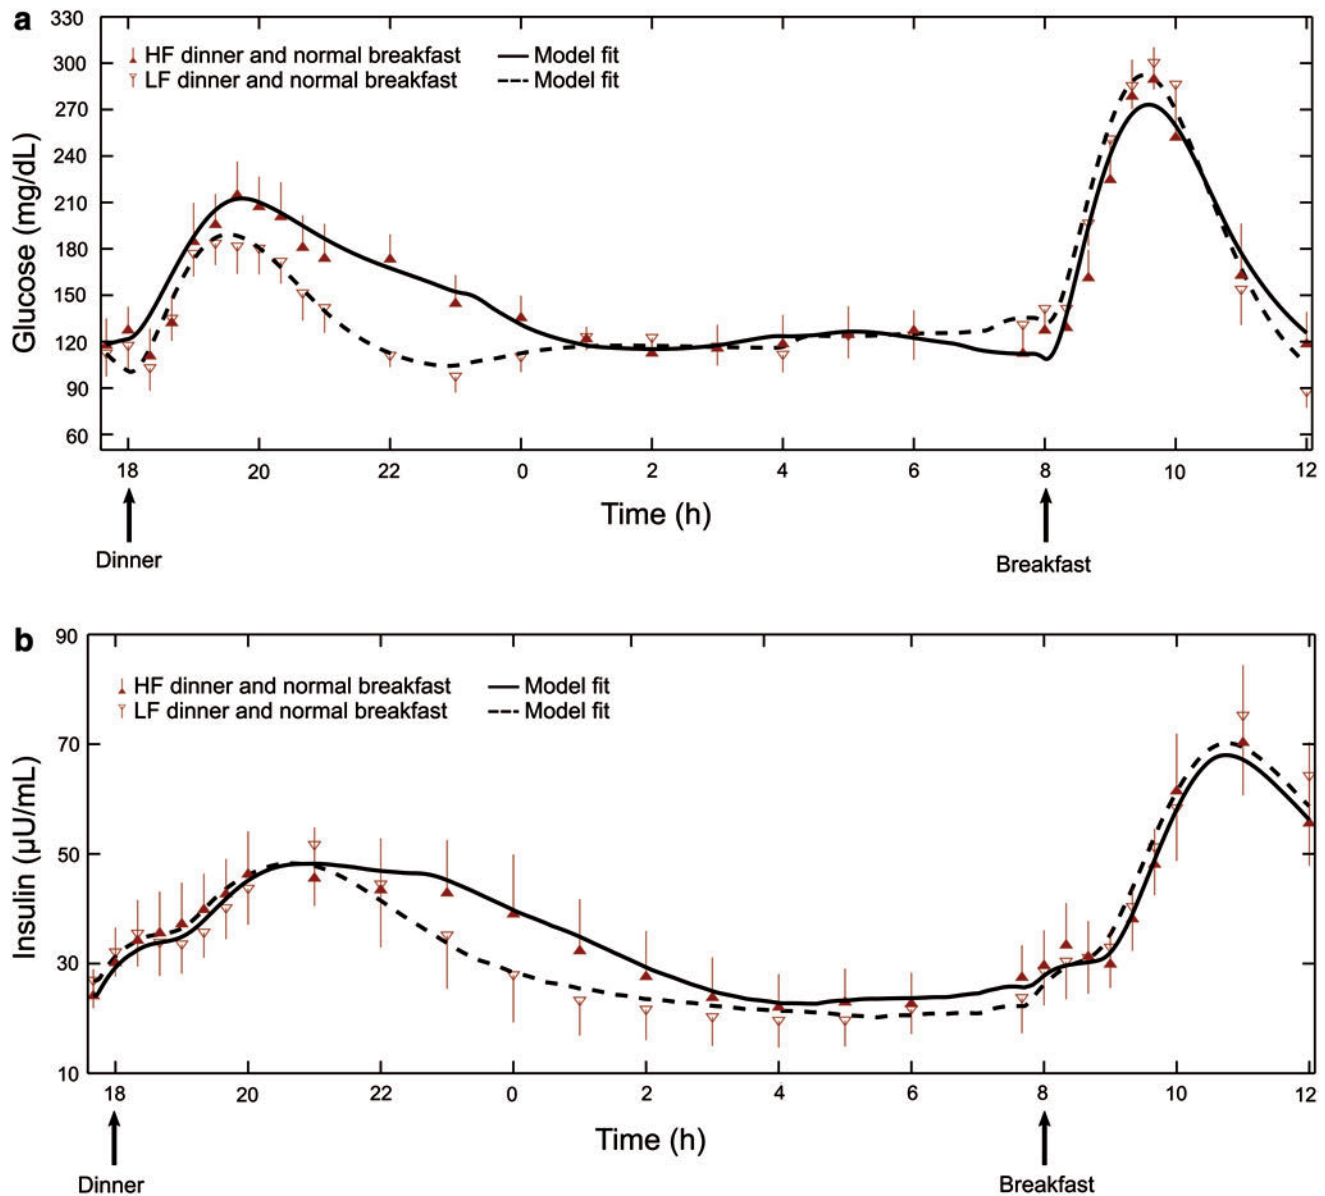 a
HF dinner and normal breakfast Model fit
LF dinner and normal breakfast Model fit
Glucose (mg/dL)
330
300
270
240
210
180
150
120
90
60
18 20 22 0 2 4 6 8 10 12
Time (h)
Dinner Breakfast
b
HF dinner and normal breakfast Model fit
LF dinner and normal breakfast Model fit
Insulin (µU/mL)
90
70
50
30
10
18 20 22 0 2 4 6 8 10 12
Time (h)
Dinner Breakfast